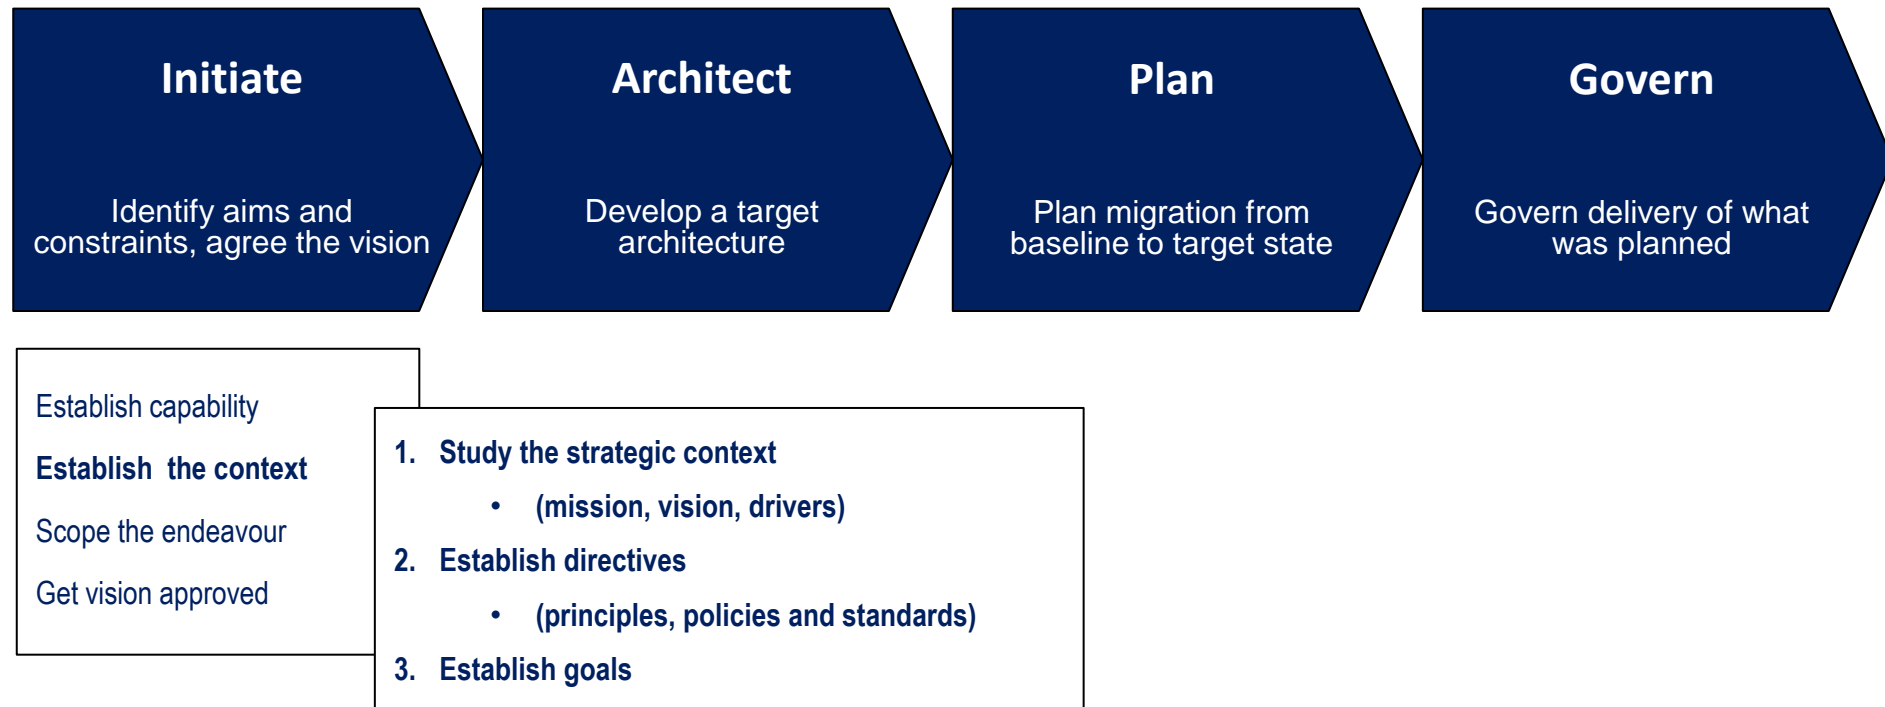 Initiate
Identify aims and
constraints, agree the vision
Architect
Develop a target
architecture
Plan
Plan migration from
baseline to target state
Govern
Govern delivery of what
was planned
Establish capability
Establish the context
Scope the endeavour
Get vision approved
1. Study the strategic context
• (mission, vision, drivers)
2. Establish directives
• (principles, policies and standards)
3. Establish goals